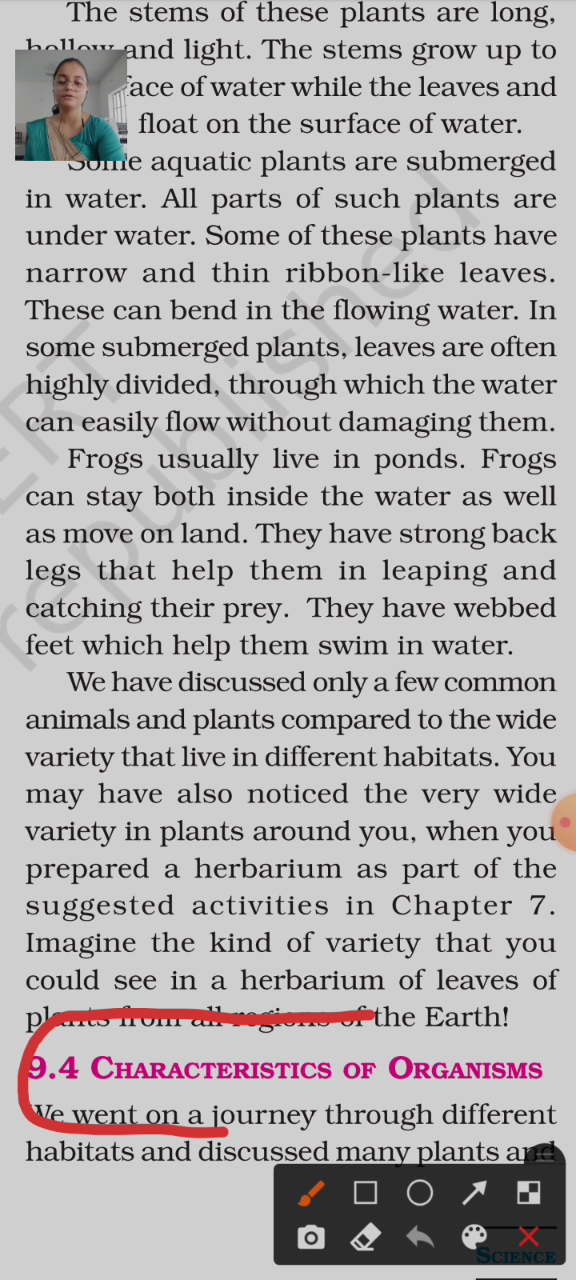 The stems of these plants are long,
hollow and light. The stems grow up to
face of water while the leaves and
float on the surface of water.
Some aquatic plants are submerged
in water. All parts of such plants are
under water. Some of these plants have
narrow and thin ribbon-like leaves.
These can bend in the flowing water. In
some submerged plants, leaves are often
highly divided, through which the water
can easily flow without damaging them.
Frogs usually live in ponds. Frogs
can stay both inside the water as well
as move on land. They have strong back
legs that help them in leaping and
catching their prey. They have webbed
feet which help them swim in water.
We have discussed only a few common
animals and plants compared to the wide
variety that live in different habitats. You
may have also noticed the very wide
variety in plants around you, when you
prepared a herbarium as part of the
suggested activities in Chapter 7.
Imagine the kind of variety that you
could see in a herbarium of leaves of
plants from all regions of the Earth!
9.4 CHARACTERISTICS OF ORGANISMS
We went on a journey through different
habitats and discussed many plants and
SCIENCE
ERT
republished